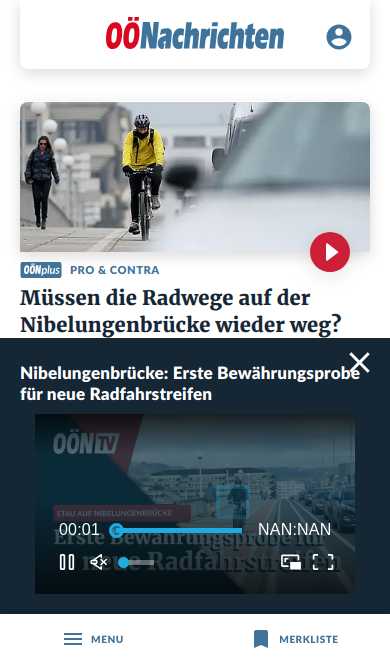 OÖNachrichten
OÖNplus PRO & CONTRA
Müssen die Radwege auf der
Nibelungenbrücke wieder weg?
Nibelungenbrücke: Erste Bewährungsprobe
für neue Radfahrstreifen
OÖN TV
STAU AUF NIBELUNGENBRÜCKE
Erste Bewährungsprobe für
neue Radfahrstreifen
00:01 NAN:NAN
MENU MERKLISTE